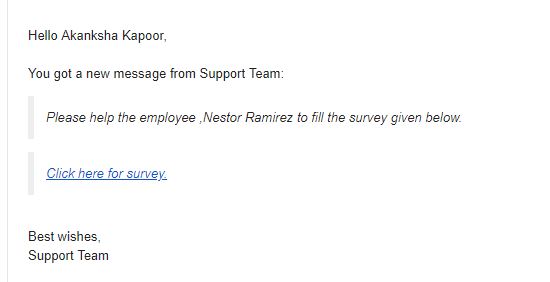 Hello Akanksha Kapoor,
You got a new message from Support Team:
Please help the employee ,Nestor Ramirez to fill the survey given below.
Click here for survey.
Best wishes,
Support Team